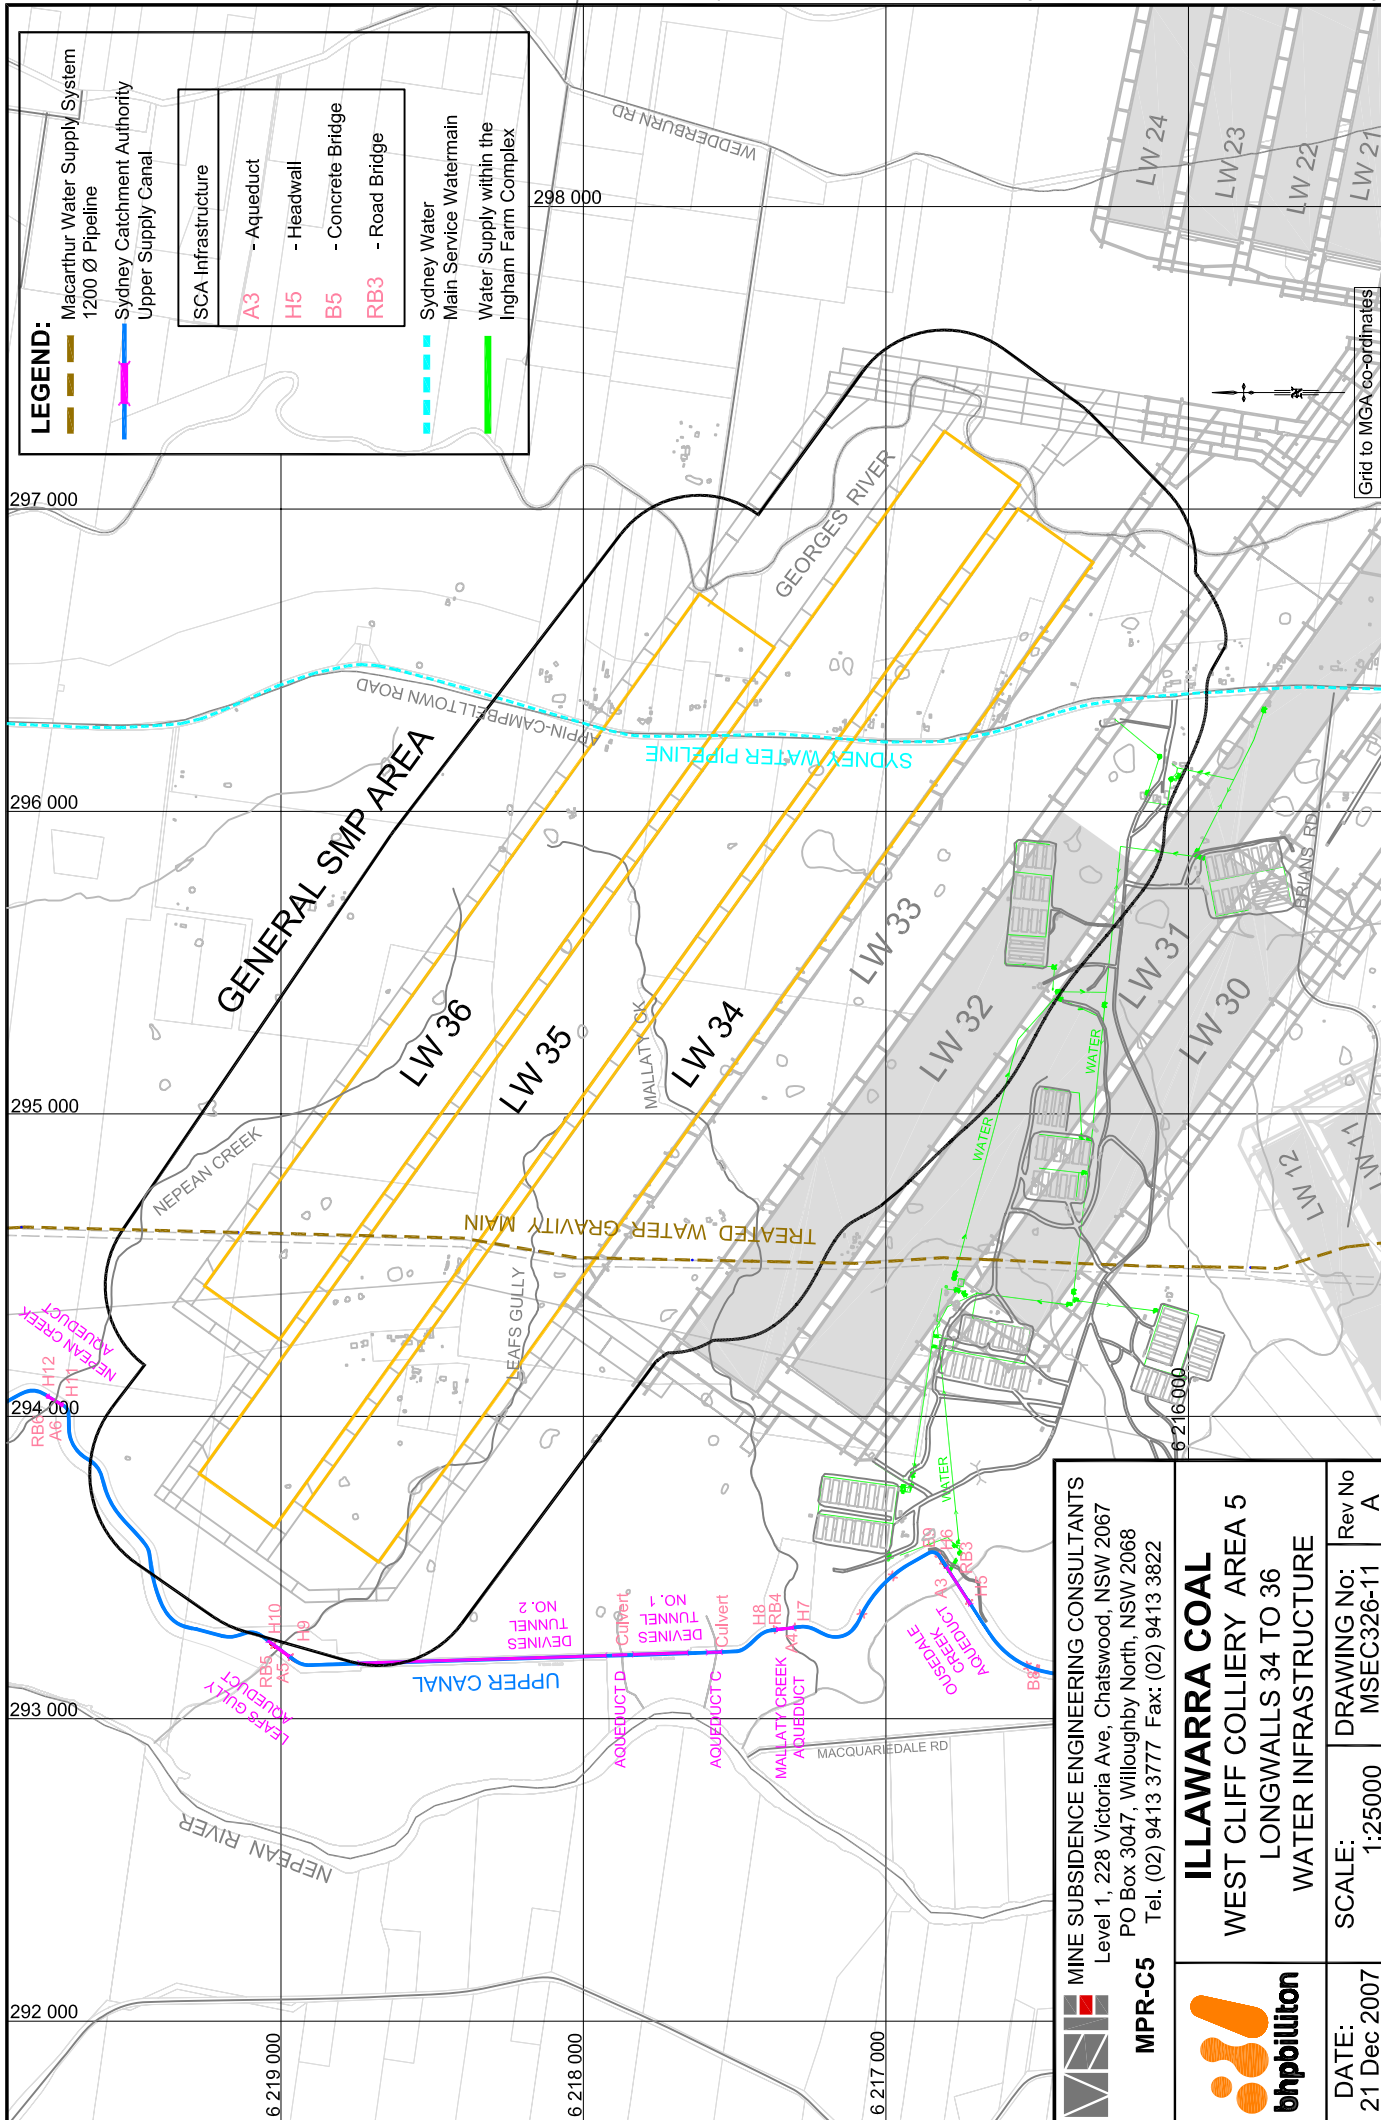 LEGEND:
Macarthur Water Supply System
1200 Ø Pipeline
Sydney Catchment Authority
Upper Supply Canal
SCA Infrastructure
A3 - Aqueduct
H5 - Headwall
B5 - Concrete Bridge
RB3 - Road Bridge
Sydney Water
Main Service Watermain
Water Supply within the
Ingham Farm Complex
298 000
297 000
296 000
295 000
294 000
293 000
292 000
6 219 000
6 218 000
6 217 000
6 216 000
WEDDERBURN RD
LW 24
LW 23
LW 22
LW 21
Grid to MGA co-ordinates
N
GEORGES RIVER
APPIN-CAMPBELLTOWN ROAD
SYDNEY WATER PIPELINE
GENERAL SMP AREA
LW 36
LW 35
LW 34
LW 33
LW 32
LW 31
LW 30
BRIANS RD
LW 12
LW 11
MALLATY CK
NEPEAN CREEK
LEAFS GULLY
TREATED WATER GRAVITY MAIN
WATER
WATER
WATER
NEPEAN CREEK
AQUEDUCT
RB6
A6
H12
H11
H10
H9
RB5
A5
LEAFS GULLY
AQUEDUCT
UPPER CANAL
DEVINES
TUNNEL
NO. 2
Culvert
AQUEDUCT D
DEVINES
TUNNEL
NO. 1
Culvert
AQUEDUCT C
H8
RB4
A4
H7
MALLATY CREEK
AQUEDUCT
MACQUARIEDALE RD
B9
H6
RB3
A3
H5
OUSEDALE
CREEK
AQUEDUCT
NEPEAN RIVER
MINE SUBSIDENCE ENGINEERING CONSULTANTS
Level 1, 228 Victoria Ave, Chatswood, NSW 2067
PO Box 3047, Willoughby North, NSW 2068
Tel. (02) 9413 3777 Fax: (02) 9413 3822
MPR-C5
bhpbilliton
ILLAWARRA COAL
WEST CLIFF COLLIERY AREA 5
LONGWALLS 34 TO 36
WATER INFRASTRUCTURE
DATE:
21 Dec 2007
SCALE:
1:25000
DRAWING No:
MSEC326-11
Rev No
A